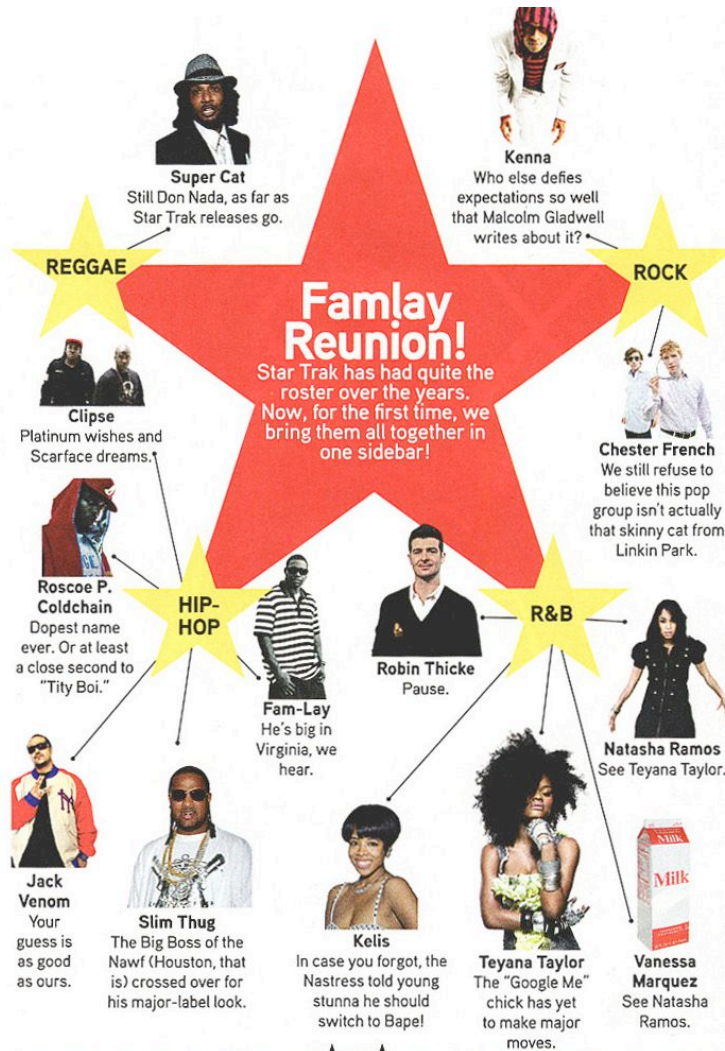 Super Cat
Still Don Nada, as far as
Star Trak releases go.
Kenna
Who else defies
expectations so well
that Malcolm Gladwell
writes about it?
REGGAE
ROCK
Famlay
Reunion!
Star Trak has had quite the
roster over the years.
Now, for the first time, we
bring them all together in
one sidebar!
Clipse
Platinum wishes and
Scarface dreams.
Chester French
We still refuse to
believe this pop
group isn't actually
that skinny cat from
Linkin Park.
Roscoe P.
Coldchain
Dopest name
ever. Or at least
a close second to
"Tity Boi."
HIP-
HOP
Fam-Lay
He's big in
Virginia, we
hear.
Robin Thicke
Pause.
R&B
Natasha Ramos
See Teyana Taylor.
Jack
Venom
Your
guess is
as good
as ours.
Slim Thug
The Big Boss of the
Nawf (Houston, that
is) crossed over for
his major-label look.
Kelis
In case you forgot, the
Nastress told young
stunna he should
switch to Bape!
Teyana Taylor
The "Google Me"
chick has yet
to make major
moves.
Milk
Milk
Vanessa
Marquez
See Natasha
Ramos.